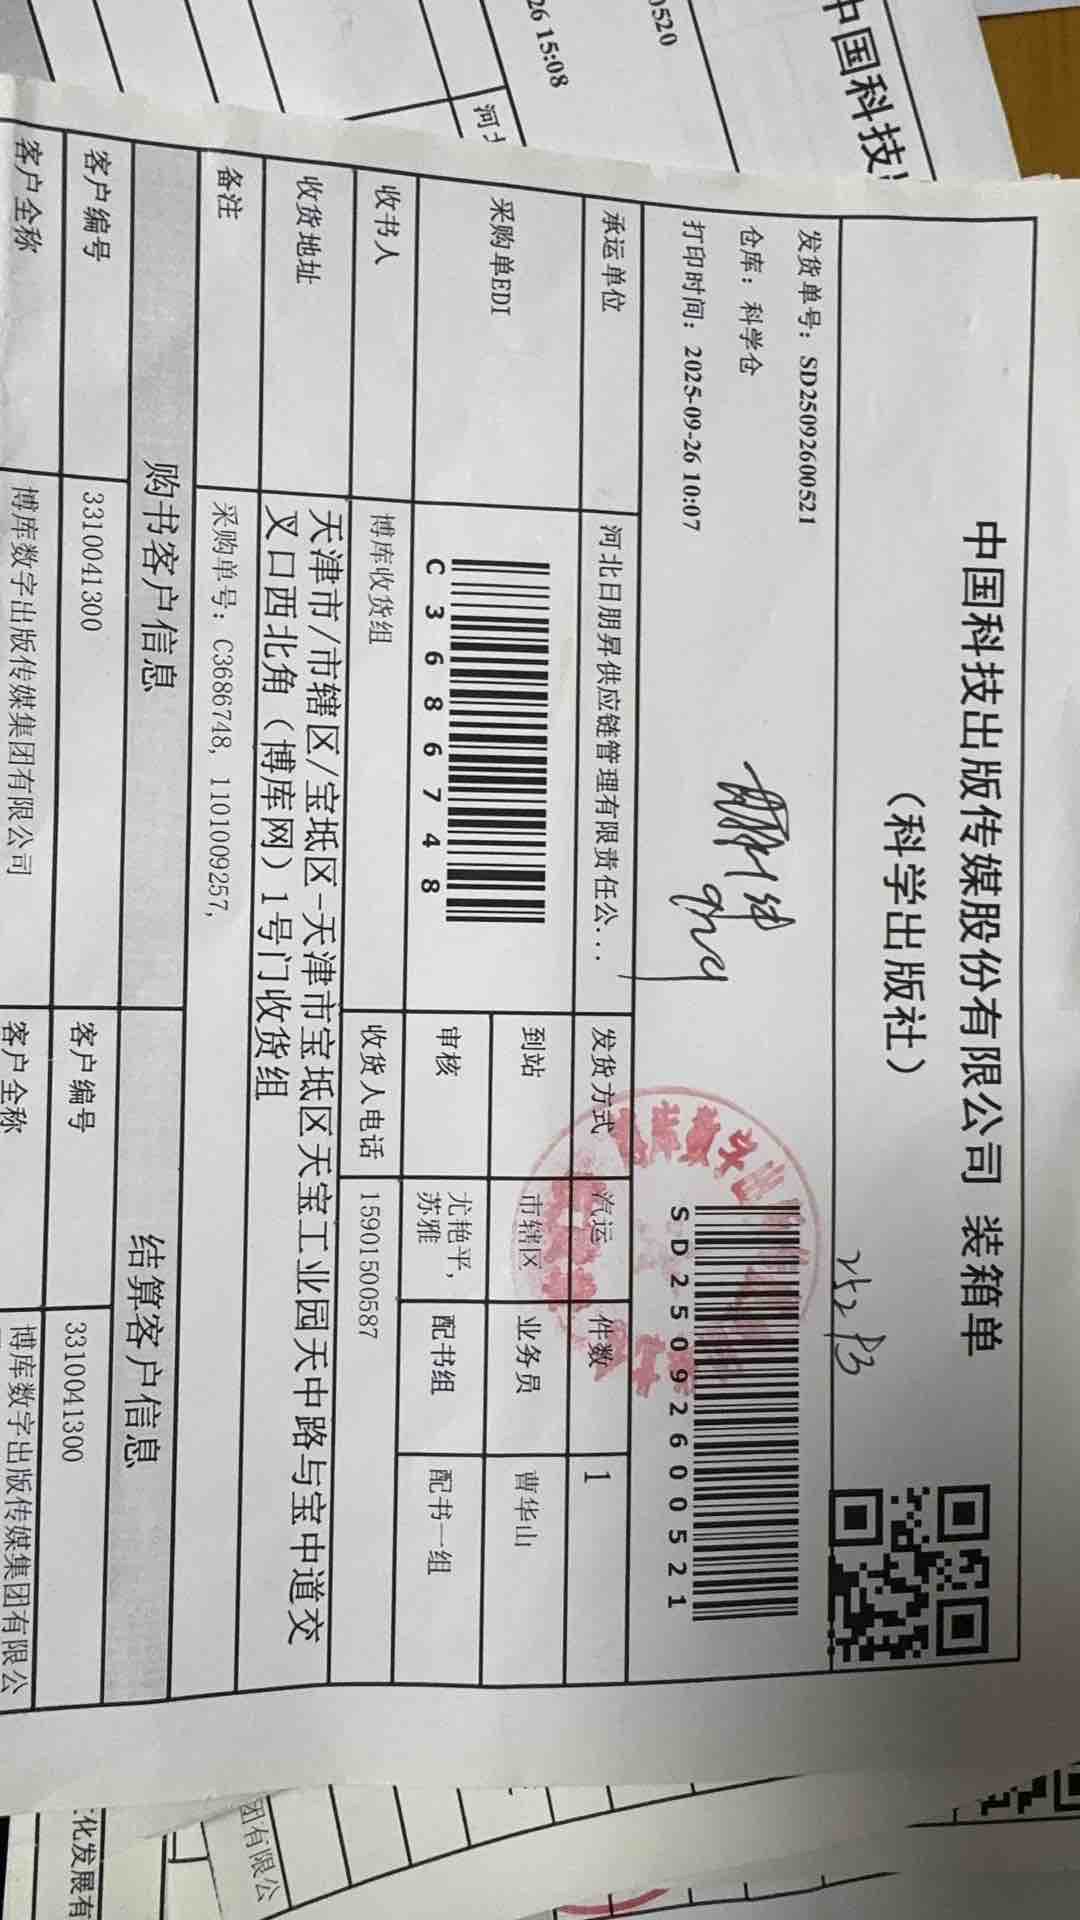 中国科技出版传媒股份有限公司 装箱单
（科学出版社）
发货单号：SD25092600521
仓库：科学仓
打印时间：2025-09-26 10:07
SD25092600521
承运单位 河北日朋昇供应链管理有限责任公... 发货方式 汽运 件数 1
采购单EDI C3686748 到站 市辖区 业务员 曹华山
审核 尤艳平，苏雅 配书组 配书一组
收书人 博库收货组 收货人电话 15901500587
收货地址 天津市/市辖区/宝坻区-天津市宝坻区天宝工业园天中路与宝中道交
叉口西北角（博库网）1号门收货组
备注 采购单号：C3686748，1101009257，
购书客户信息 结算客户信息
客户编号 3310041300 客户编号 3310041300
客户全称 博库数字出版传媒集团有限公司 客户全称 博库数字出版传媒集团有限公
中国科技
0520
26 15:08
河北
团有限公
化发展有